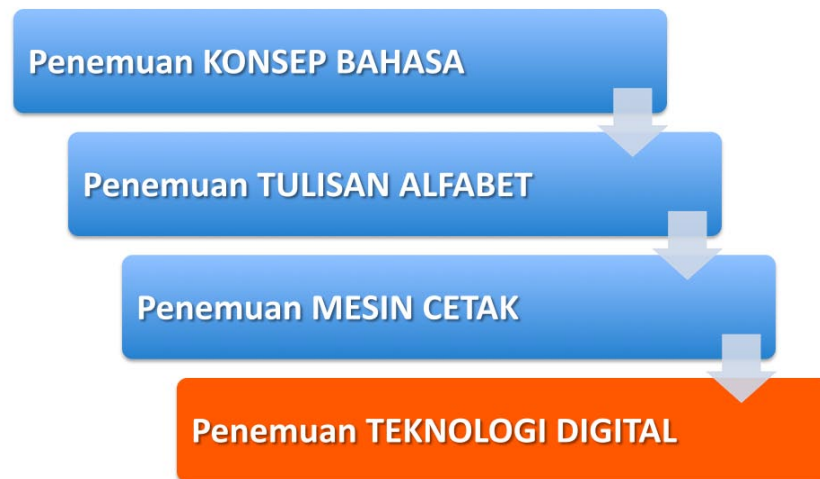 Penemuan KONSEP BAHASA
Penemuan TULISAN ALFABET
Penemuan MESIN CETAK
Penemuan TEKNOLOGI DIGITAL